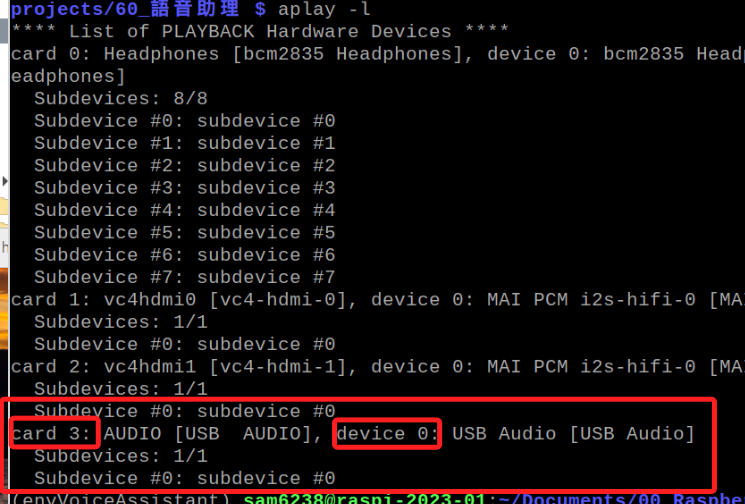 projects/60_語音助理 $ aplay -l
**** List of PLAYBACK Hardware Devices ****
card 0: Headphones [bcm2835 Headphones], device 0: bcm2835 Head
eadphones]
  Subdevices: 8/8
  Subdevice #0: subdevice #0
  Subdevice #1: subdevice #1
  Subdevice #2: subdevice #2
  Subdevice #3: subdevice #3
  Subdevice #4: subdevice #4
  Subdevice #5: subdevice #5
  Subdevice #6: subdevice #6
  Subdevice #7: subdevice #7
card 1: vc4hdmi0 [vc4-hdmi-0], device 0: MAI PCM i2s-hifi-0 [MA
  Subdevices: 1/1
  Subdevice #0: subdevice #0
card 2: vc4hdmi1 [vc4-hdmi-1], device 0: MAI PCM i2s-hifi-0 [MA
  Subdevices: 1/1
  Subdevice #0: subdevice #0
card 3: AUDIO [USB  AUDIO], device 0: USB Audio [USB Audio]
  Subdevices: 1/1
  Subdevice #0: subdevice #0
(envVoiceAssistant) sam6238@raspi-2023-01:~/Documents/00_Raspbe